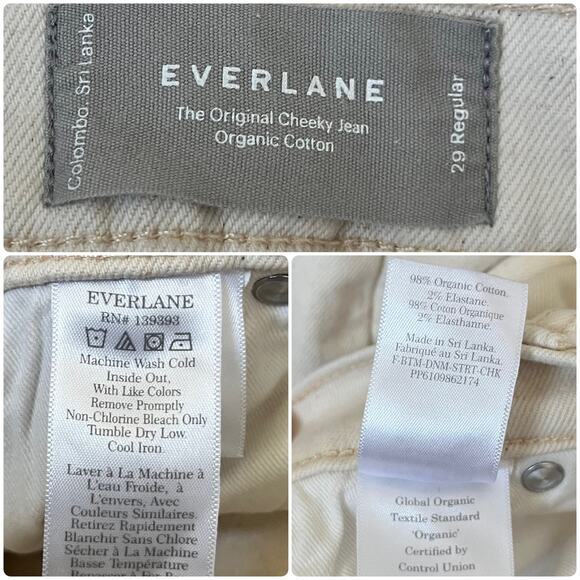 Colombo, Sri Lanka
EVERLANE
The Original Cheeky Jean
Organic Cotton
29 Regular
EVERLANE
RN# 139393
Machine Wash Cold
Inside Out,
With Like Colors
Remove Promptly
Non-Chlorine Bleach Only
Tumble Dry Low
Cool Iron.
Laver à La Machine à
L'eau Froide, à
L'envers, Avec
Couleurs Similaires
Retirez Rapidement
Blanchir Sans Chlore
Sécher à La Machine
Basse Température
Repasser à Fer
98% Organic Cotton.
2% Elastane.
98% Coton Organique
2% Elasthanne.
Made in Sri Lanka.
Fabriqué au Sri Lanka.
F-BTM-DNM-STRT-CHK
PP6109862174
Global Organic
Textile Standard
'Organic'
Certified by
Control Union